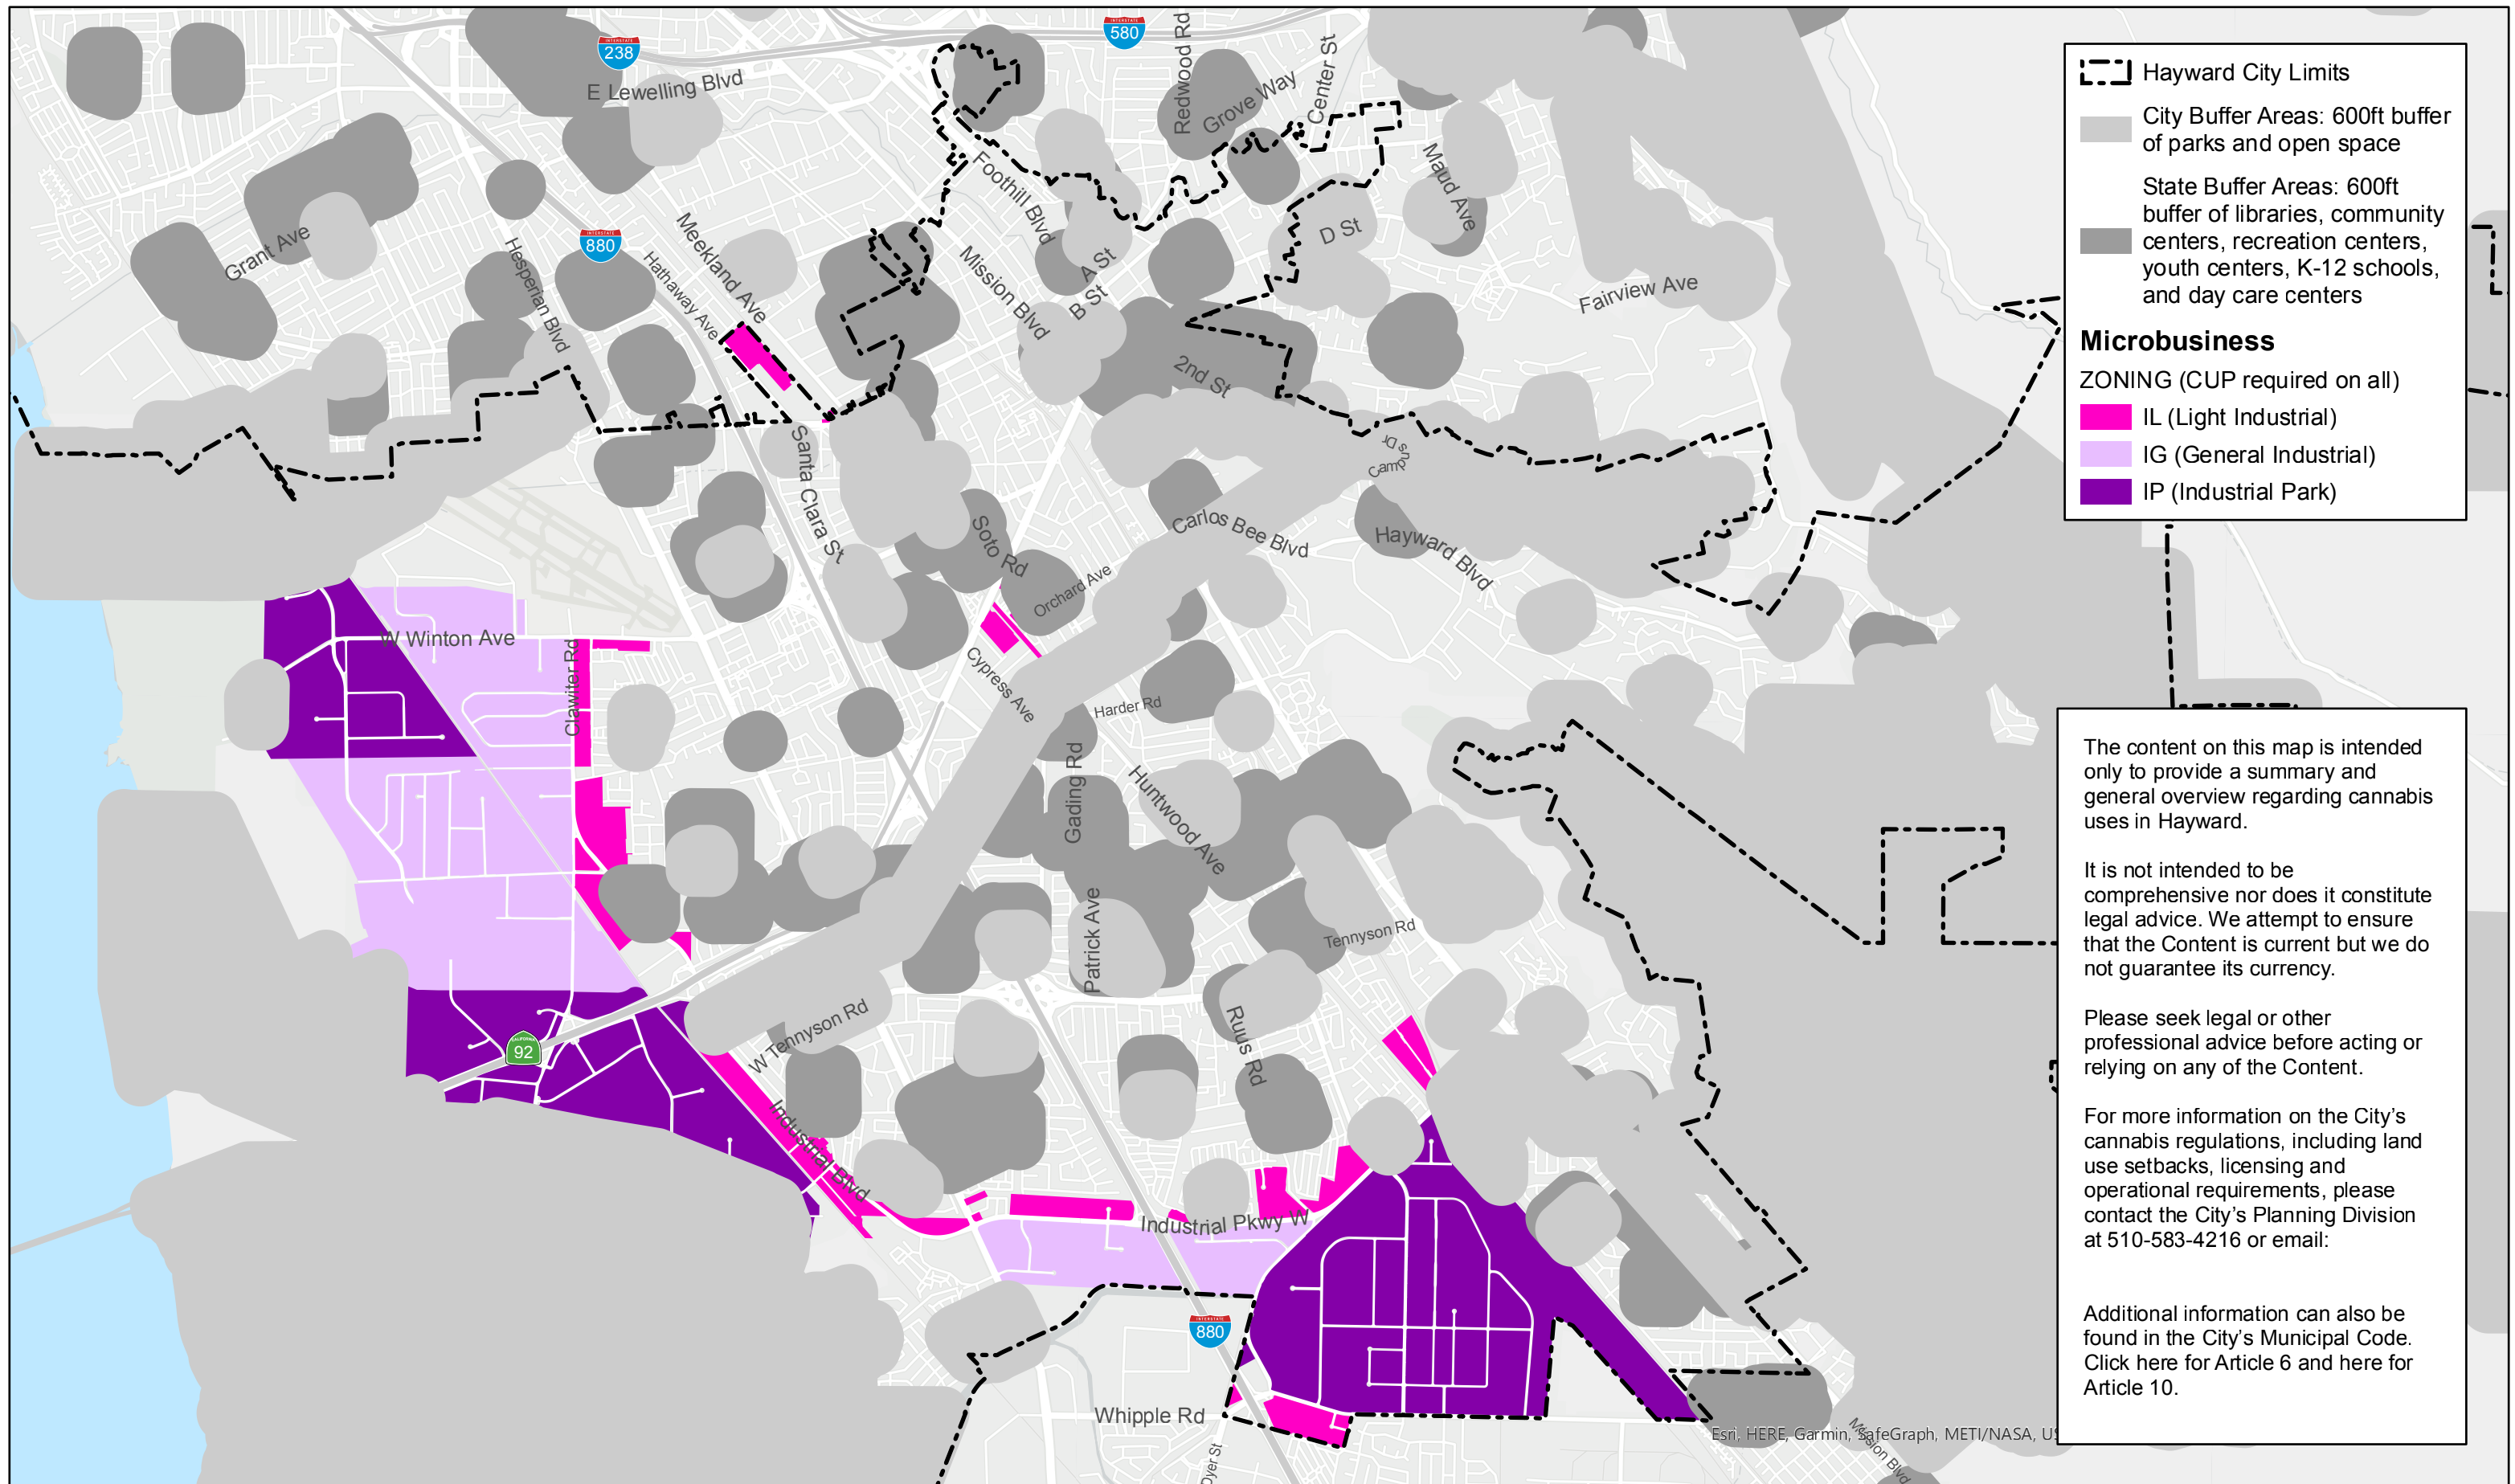 INTERSTATE
238
INTERSTATE
580
Redwood Rd
E Lewelling Blvd
Grove Way
Center St
Foothill Blvd
Maud Ave
Grant Ave
Hesperian Blvd
INTERSTATE
880
Hathaway Ave
Meekland Ave
Mission Blvd
A St
B St
D St
Fairview Ave
2nd St
Campus Dr
Santa Clara St
Soto Rd
Orchard Ave
Carlos Bee Blvd
Hayward Blvd
W Winton Ave
Clawiter Rd
Cypress Ave
Harder Rd
Gading Rd
Huntwood Ave
Patrick Ave
Tennyson Rd
CALIFORNIA
92
W Tennyson Rd
Ruus Rd
Industrial Blvd
Industrial Pkwy W
INTERSTATE
880
Whipple Rd
Dyer St
Mission Blvd
Esri, HERE, Garmin, SafeGraph, METI/NASA, US
Hayward City Limits
City Buffer Areas: 600ft buffer
of parks and open space
State Buffer Areas: 600ft
buffer of libraries, community
centers, recreation centers,
youth centers, K-12 schools,
and day care centers
Microbusiness
ZONING (CUP required on all)
IL (Light Industrial)
IG (General Industrial)
IP (Industrial Park)
The content on this map is intended
only to provide a summary and
general overview regarding cannabis
uses in Hayward.
It is not intended to be
comprehensive nor does it constitute
legal advice. We attempt to ensure
that the Content is current but we do
not guarantee its currency.
Please seek legal or other
professional advice before acting or
relying on any of the Content.
For more information on the City’s
cannabis regulations, including land
use setbacks, licensing and
operational requirements, please
contact the City’s Planning Division
at 510-583-4216 or email:
Additional information can also be
found in the City’s Municipal Code.
Click here for Article 6 and here for
Article 10.